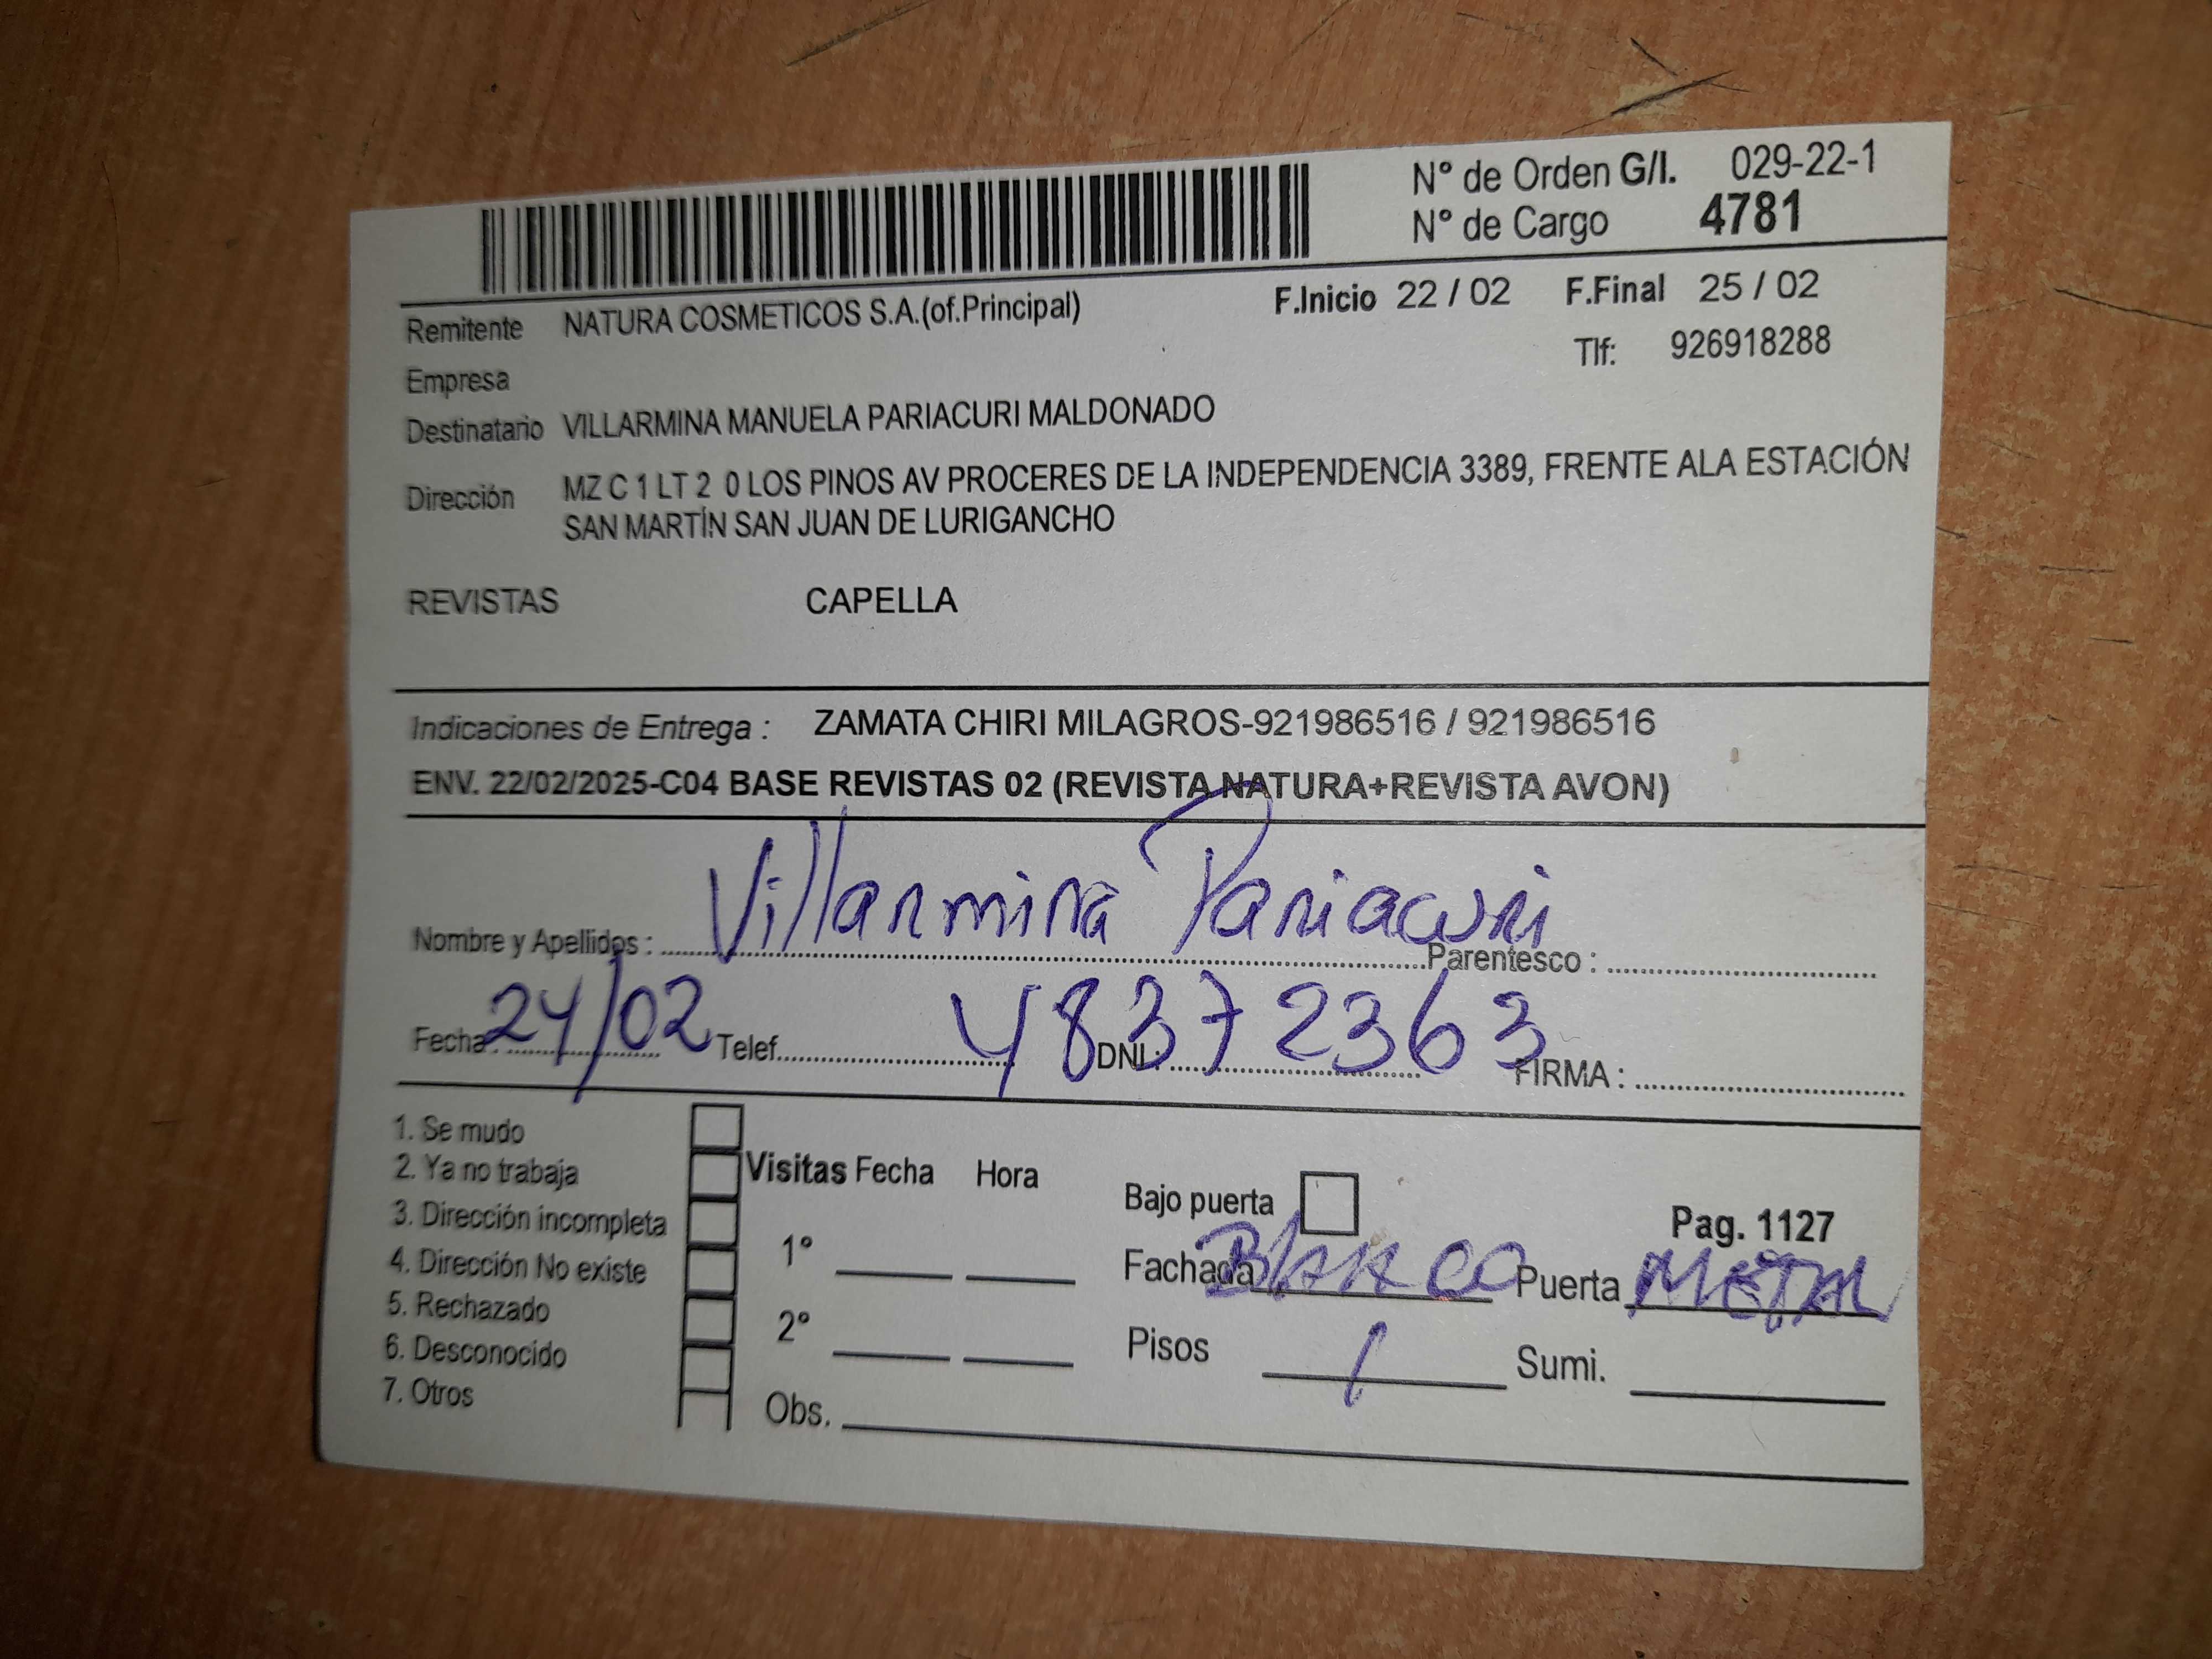 N° de Orden G/I. 029-22-1
N° de Cargo 4781
Remitente NATURA COSMETICOS S.A.(of.Principal) F.Inicio 22 / 02 F.Final 25 / 02
Tlf: 926918288
Empresa
Destinatario VILLARMINA MANUELA PARIACURI MALDONADO
Dirección MZ C 1 LT 2 0 LOS PINOS AV PROCERES DE LA INDEPENDENCIA 3389, FRENTE ALA ESTACIÓN
SAN MARTÍN SAN JUAN DE LURIGANCHO
REVISTAS CAPELLA
Indicaciones de Entrega : ZAMATA CHIRI MILAGROS-921986516 / 921986516
ENV. 22/02/2025-C04 BASE REVISTAS 02 (REVISTA NATURA+REVISTA AVON)
Nombre y Apellidos : Villarmina Pariacuri Parentesco :
Fecha : 24/02 Telef. DNI : 48372363 FIRMA :
1. Se mudo
2. Ya no trabaja
3. Dirección incompleta
4. Dirección No existe
5. Rechazado
6. Desconocido
7. Otros
Visitas Fecha Hora
1°
2°
Obs.
Bajo puerta
Pag. 1127
Fachada Blanco Puerta METAL
Pisos 1 Sumi.